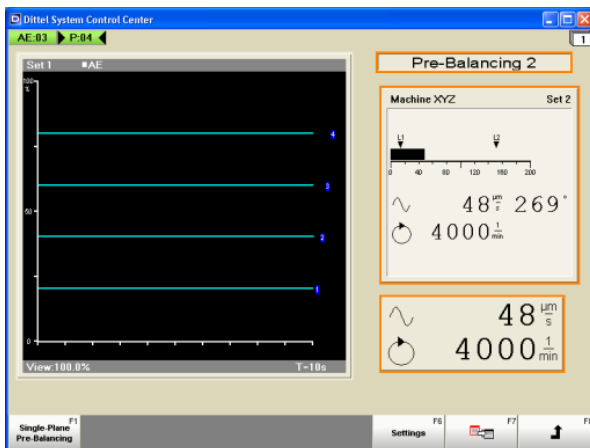 Dittel System Control Center
AE:03 P:04
1
Set 1 ■AE
Pre-Balancing 2
100
%
50
0
4
3
2
1
View:100.0% T-10s
Machine XYZ Set 2
L1 L2
0 40 80 120 160 200
48 µm/s 269°
4000 1/min
48 µm/s
4000 1/min
F1
Single-Plane
Pre-Balancing
F6
Settings
F7